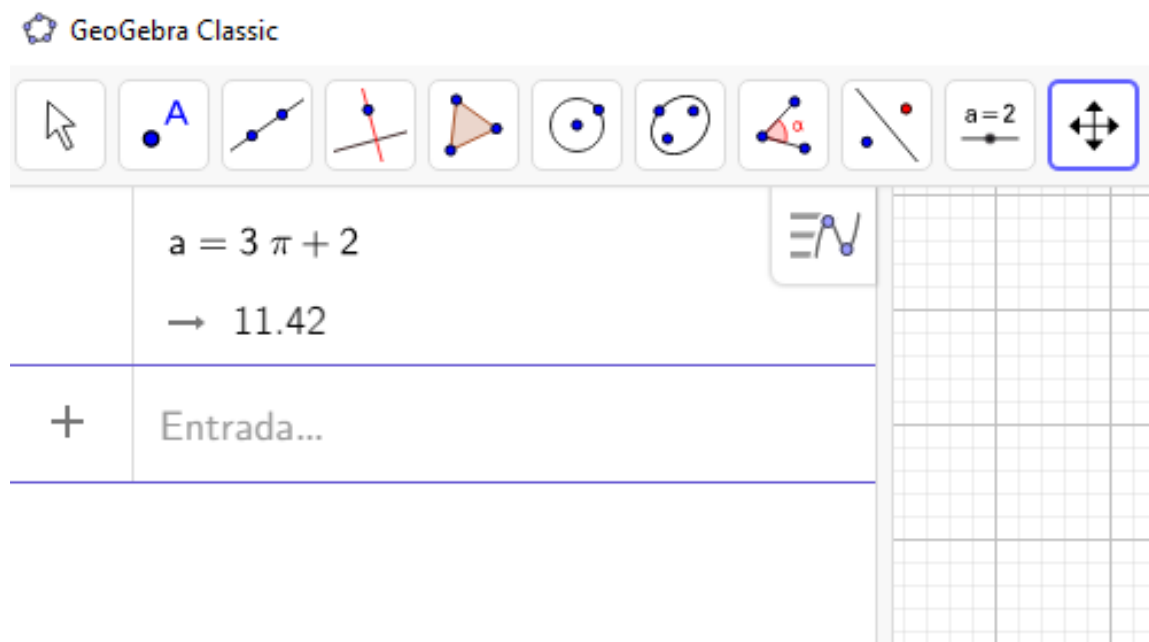 GeoGebra Classic
A
α
a=2
a = 3 π + 2
→ 11.42
+
Entrada...